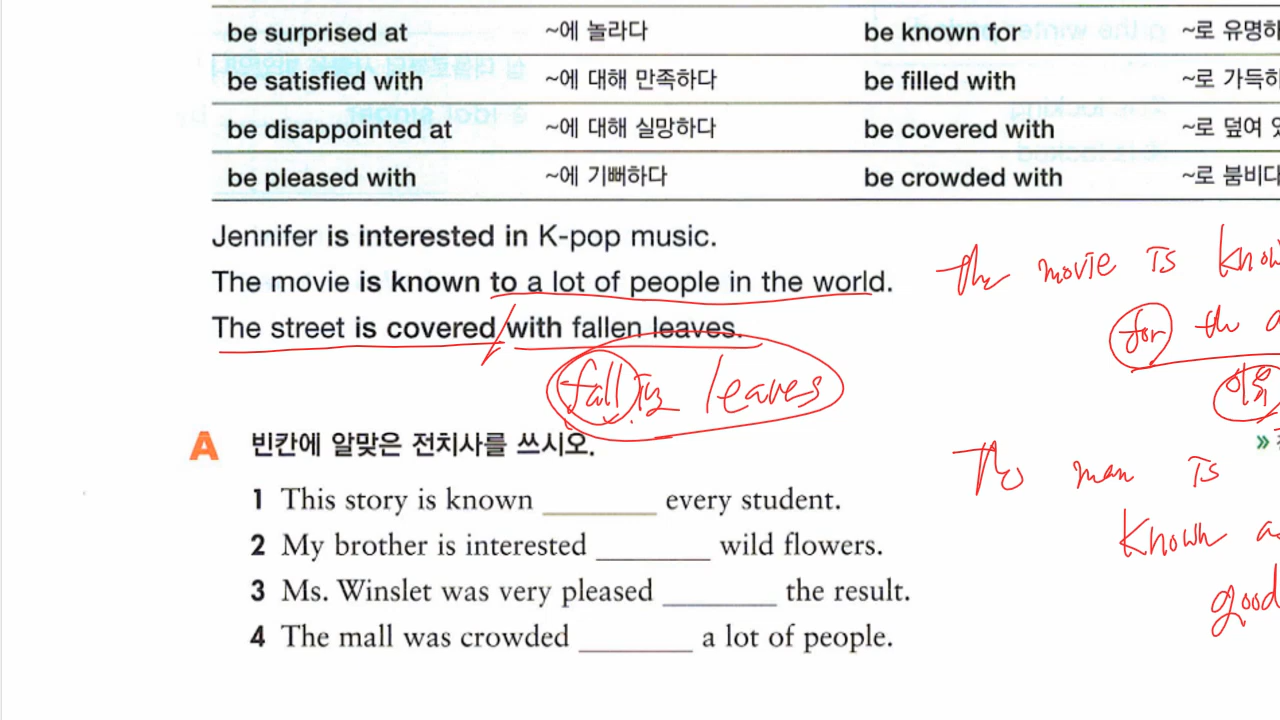 be surprised at ~에 놀라다 be known for ~로 유명하
be satisfied with ~에 대해 만족하다 be filled with ~로 가득하
be disappointed at ~에 대해 실망하다 be covered with ~로 덮여
be pleased with ~에 기뻐하다 be crowded with ~로 붐비다
Jennifer is interested in K-pop music.
The movie is known to a lot of people in the world.
The movie is know
The street is covered with fallen leaves.
for the
falling leaves
A 빈칸에 알맞은 전치사를 쓰시오.
»
The man is
1 This story is known ________ every student.
known as
2 My brother is interested ________ wild flowers.
3 Ms. Winslet was very pleased ________ the result.
good
4 The mall was crowded ________ a lot of people.